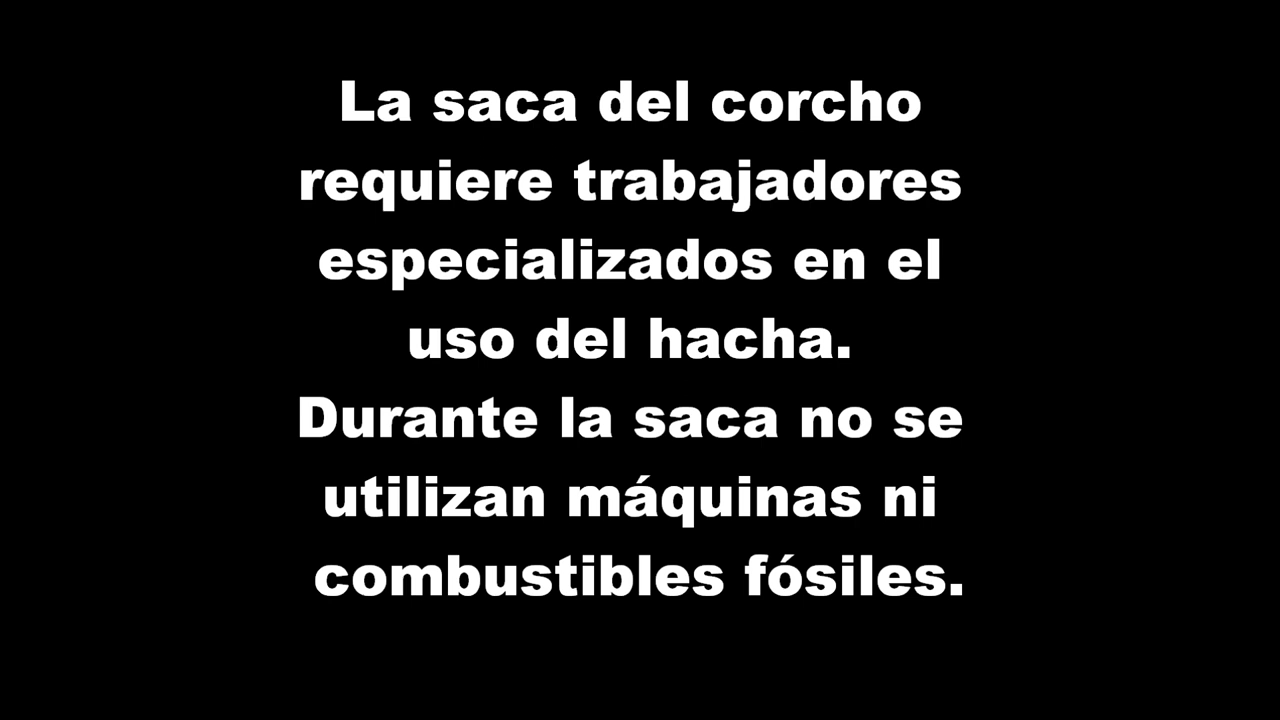 La saca del corcho
requiere trabajadores
especializados en el
uso del hacha.
Durante la saca no se
utilizan máquinas ni
combustibles fósiles.